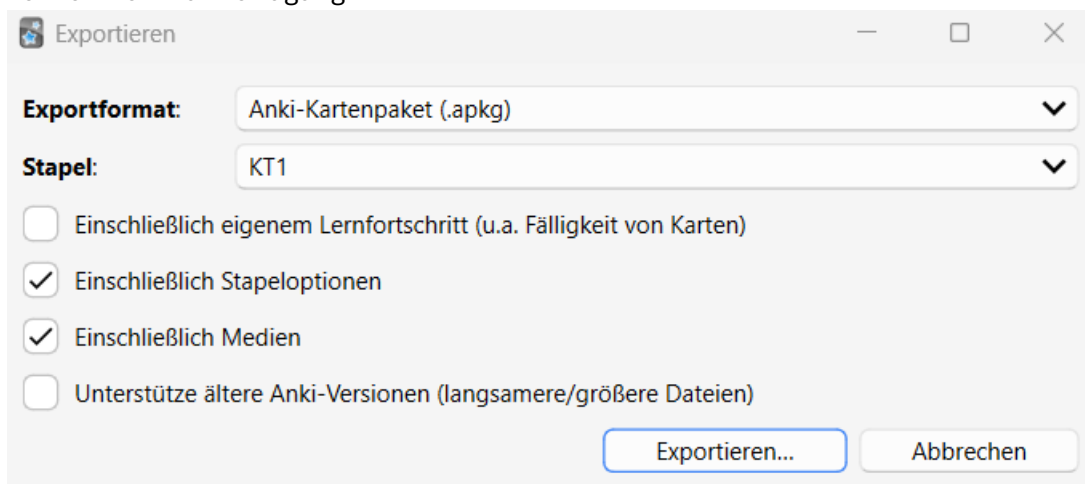 Exportieren
Exportformat: Anki-Kartenpaket (.apkg)
Stapel: KT1
Einschließlich eigenem Lernfortschritt (u.a. Fälligkeit von Karten)
Einschließlich Stapeloptionen
Einschließlich Medien
Unterstütze ältere Anki-Versionen (langsamere/größere Dateien)
Exportieren... Abbrechen